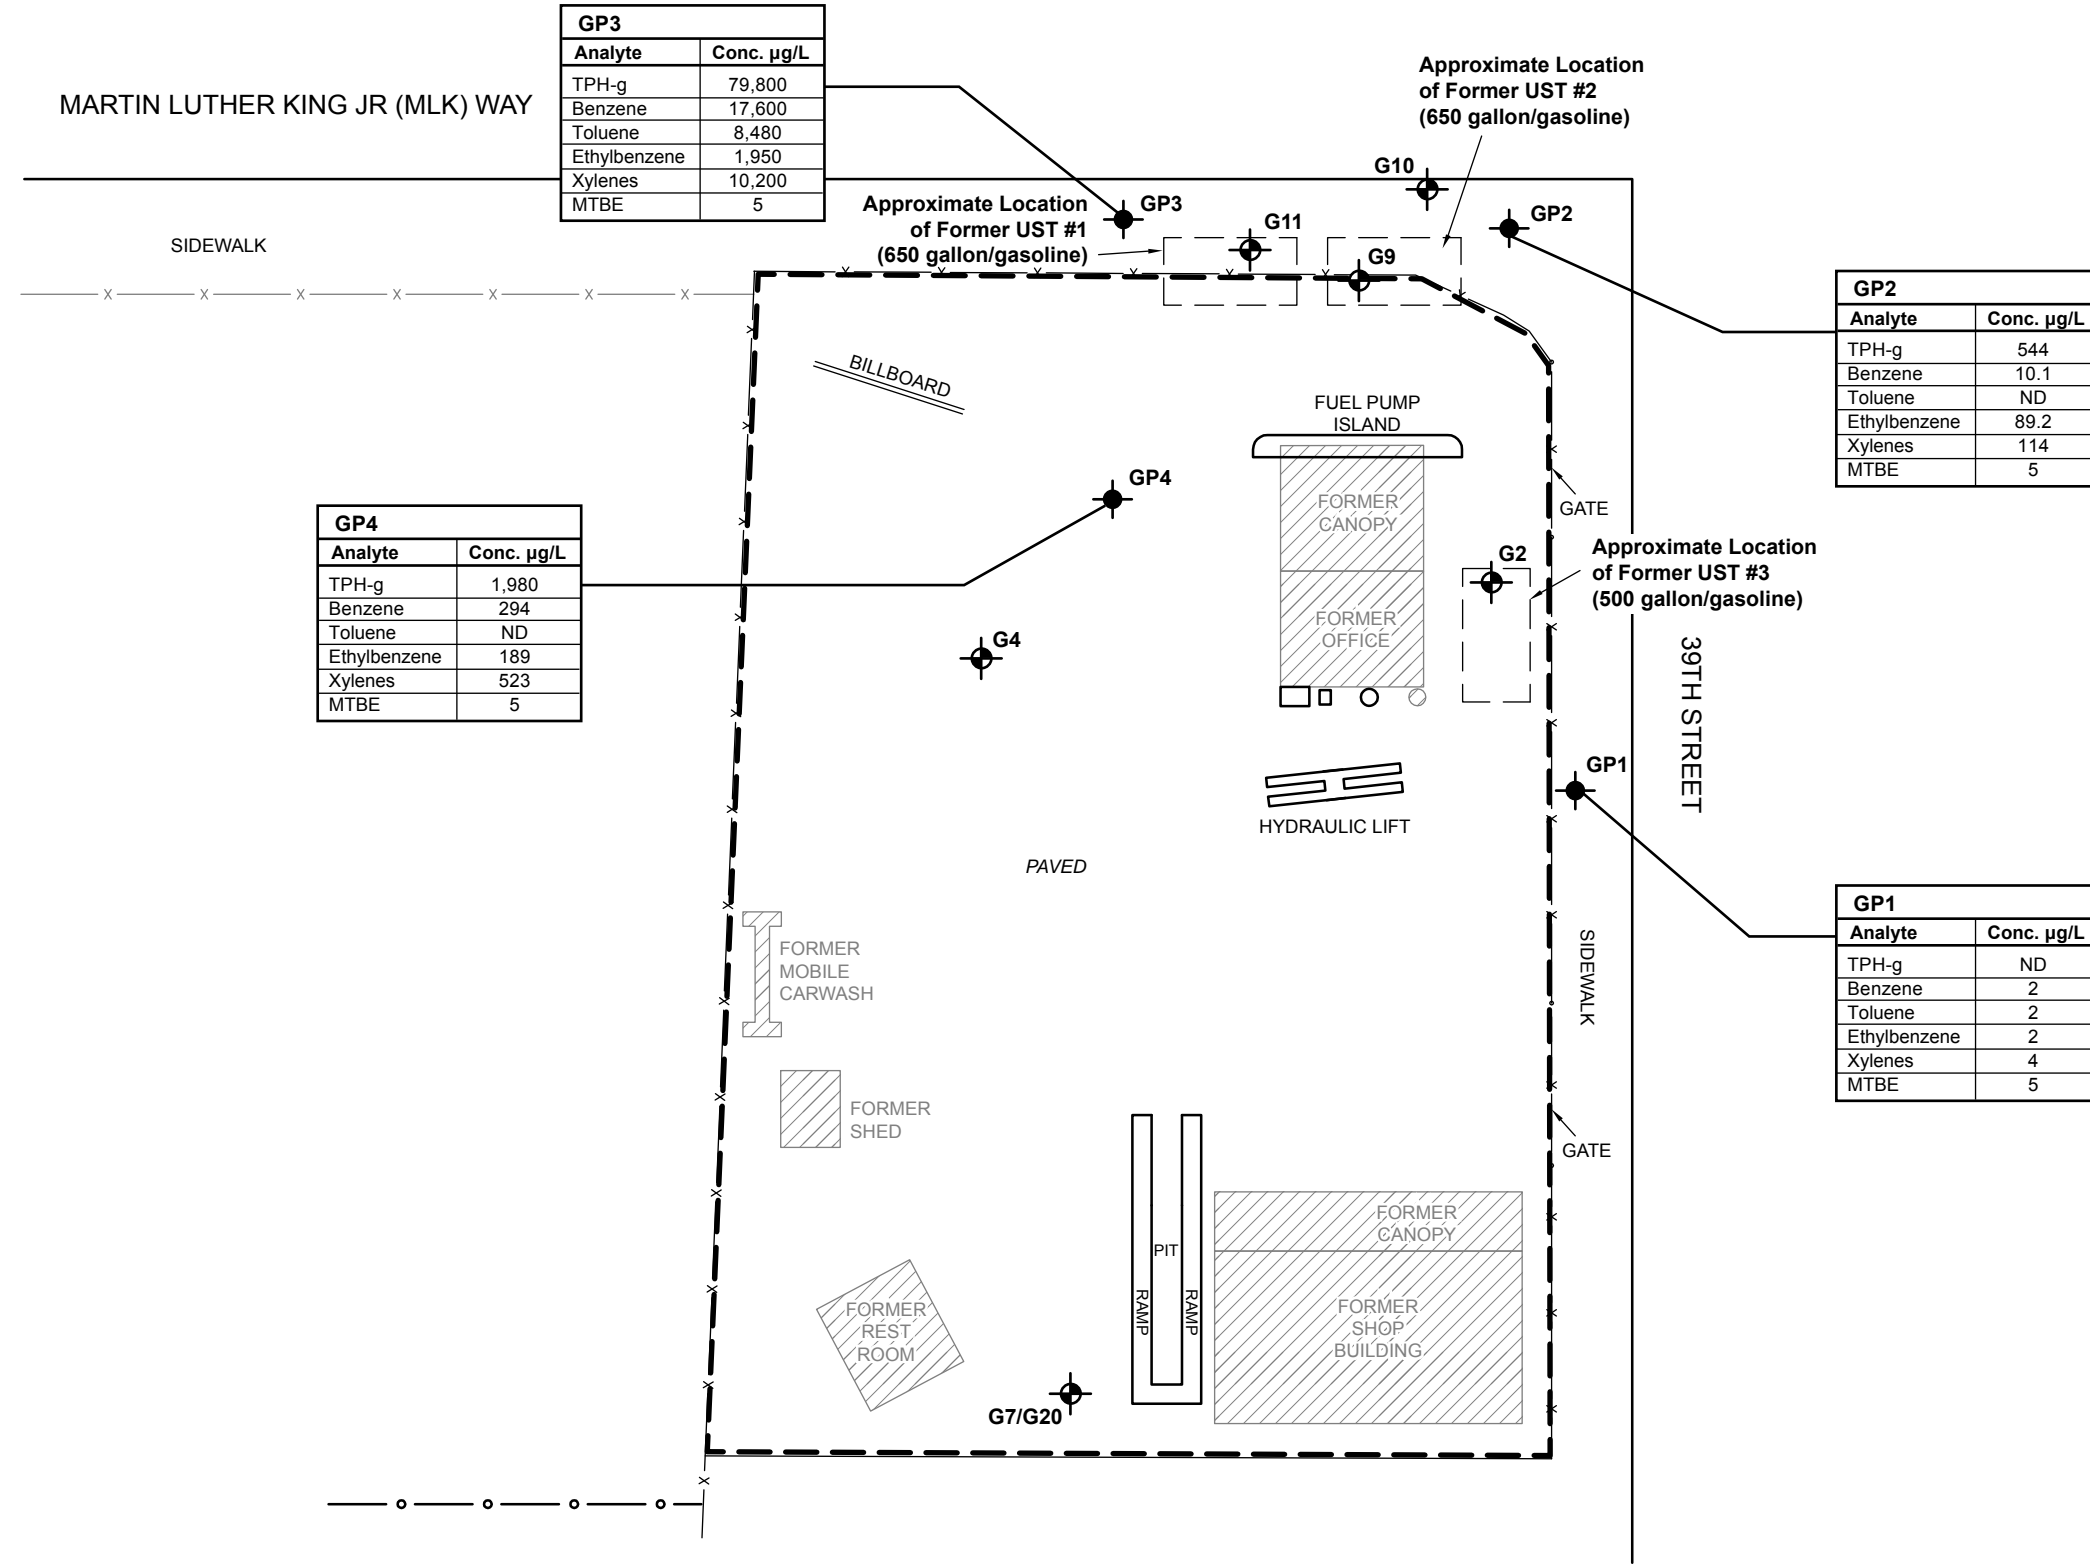 GP3
Analyte Conc. µg/L
TPH-g 79,800
Benzene 17,600
Toluene 8,480
Ethylbenzene 1,950
Xylenes 10,200
MTBE 5
MARTIN LUTHER KING JR (MLK) WAY
Approximate Location
of Former UST #2
(650 gallon/gasoline)
G10
Approximate Location
of Former UST #1
(650 gallon/gasoline)
GP3
G11
GP2
G9
SIDEWALK
GP2
Analyte Conc. µg/L
TPH-g 544
Benzene 10.1
Toluene ND
Ethylbenzene 89.2
Xylenes 114
MTBE 5
BILLBOARD
FUEL PUMP
ISLAND
GP4
FORMER
CANOPY
GATE
GP4
Analyte Conc. µg/L
TPH-g 1,980
Benzene 294
Toluene ND
Ethylbenzene 189
Xylenes 523
MTBE 5
G2
Approximate Location
of Former UST #3
(500 gallon/gasoline)
FORMER
OFFICE
G4
39TH STREET
GP1
HYDRAULIC LIFT
PAVED
GP1
Analyte Conc. µg/L
TPH-g ND
Benzene 2
Toluene 2
Ethylbenzene 2
Xylenes 4
MTBE 5
FORMER
MOBILE
CARWASH
SIDEWALK
FORMER
SHED
GATE
FORMER
CANOPY
PIT
RAMP
RAMP
FORMER
SHOP
BUILDING
FORMER
REST
ROOM
G7/G20